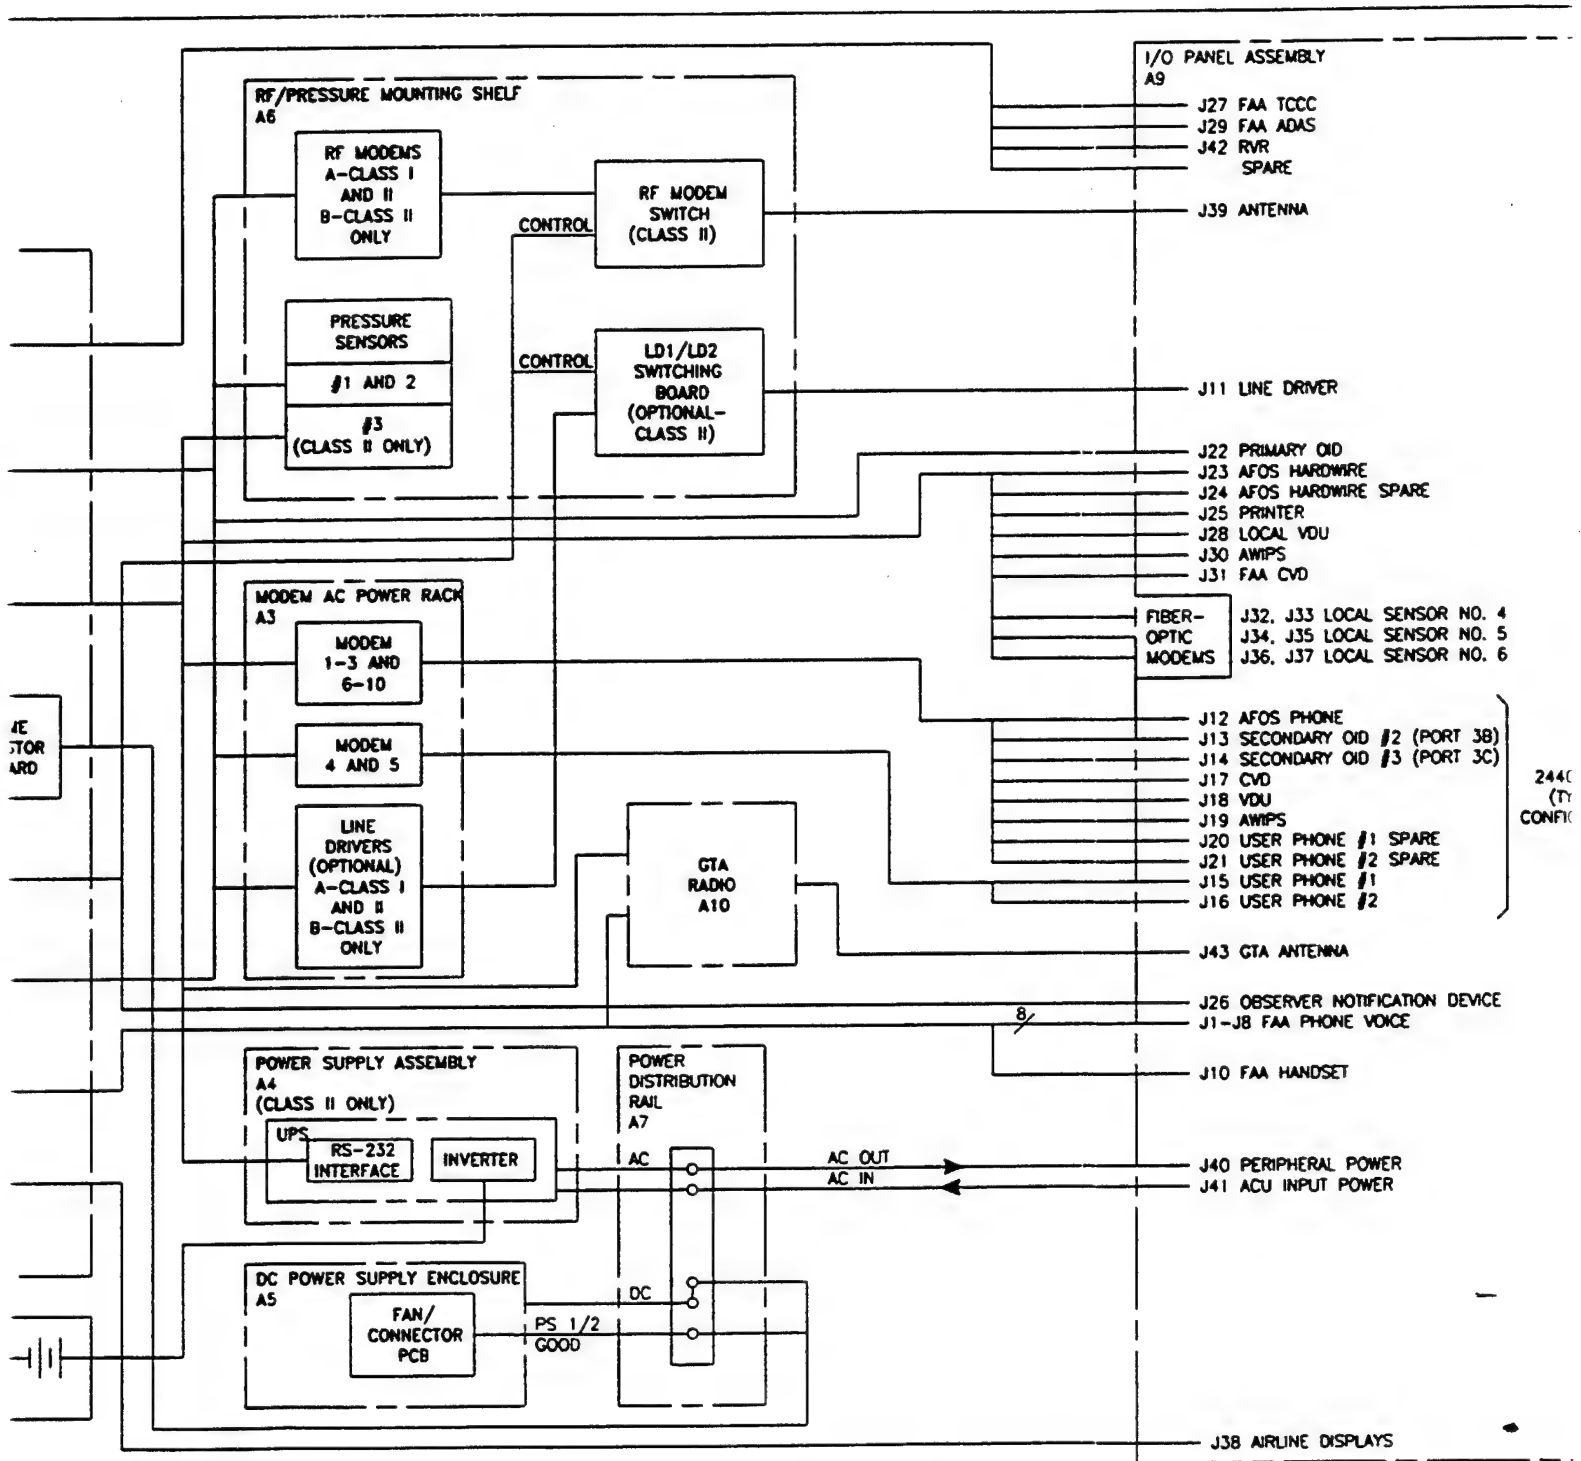 I/O PANEL ASSEMBLY
A9
J27 FAA TCCC
J29 FAA ADAS
J42 RVR
SPARE
J39 ANTENNA
J11 LINE DRIVER
J22 PRIMARY OID
J23 AFOS HARDWIRE
J24 AFOS HARDWIRE SPARE
J25 PRINTER
J28 LOCAL VDU
J30 AWIPS
J31 FAA CVD
FIBER-
OPTIC
MODEMS
J32, J33 LOCAL SENSOR NO. 4
J34, J35 LOCAL SENSOR NO. 5
J36, J37 LOCAL SENSOR NO. 6
J12 AFOS PHONE
J13 SECONDARY OID #2 (PORT 3B)
J14 SECONDARY OID #3 (PORT 3C)
J17 CVD
J18 VDU
J19 AWIPS
J20 USER PHONE #1 SPARE
J21 USER PHONE #2 SPARE
J15 USER PHONE #1
J16 USER PHONE #2
J43 GTA ANTENNA
J26 OBSERVER NOTIFICATION DEVICE
8
J1-J8 FAA PHONE VOICE
J10 FAA HANDSET
J40 PERIPHERAL POWER
J41 ACU INPUT POWER
J38 AIRLINE DISPLAYS
RF/PRESSURE MOUNTING SHELF
A6
RF MODEMS
A-CLASS I
AND II
B-CLASS II
ONLY
CONTROL
RF MODEM
SWITCH
(CLASS II)
PRESSURE
SENSORS
#1 AND 2
#3
(CLASS II ONLY)
CONTROL
LD1/LD2
SWITCHING
BOARD
(OPTIONAL-
CLASS II)
MODEM AC POWER RACK
A3
MODEM
1-3 AND
6-10
MODEM
4 AND 5
LINE
DRIVERS
(OPTIONAL)
A-CLASS I
AND II
B-CLASS II
ONLY
GTA
RADIO
A10
POWER SUPPLY ASSEMBLY
A4
(CLASS II ONLY)
UPS
RS-232
INTERFACE
INVERTER
POWER
DISTRIBUTION
RAIL
A7
AC
AC OUT
AC IN
DC POWER SUPPLY ENCLOSURE
A5
FAN/
CONNECTOR
PCB
DC
PS 1/2
GOOD